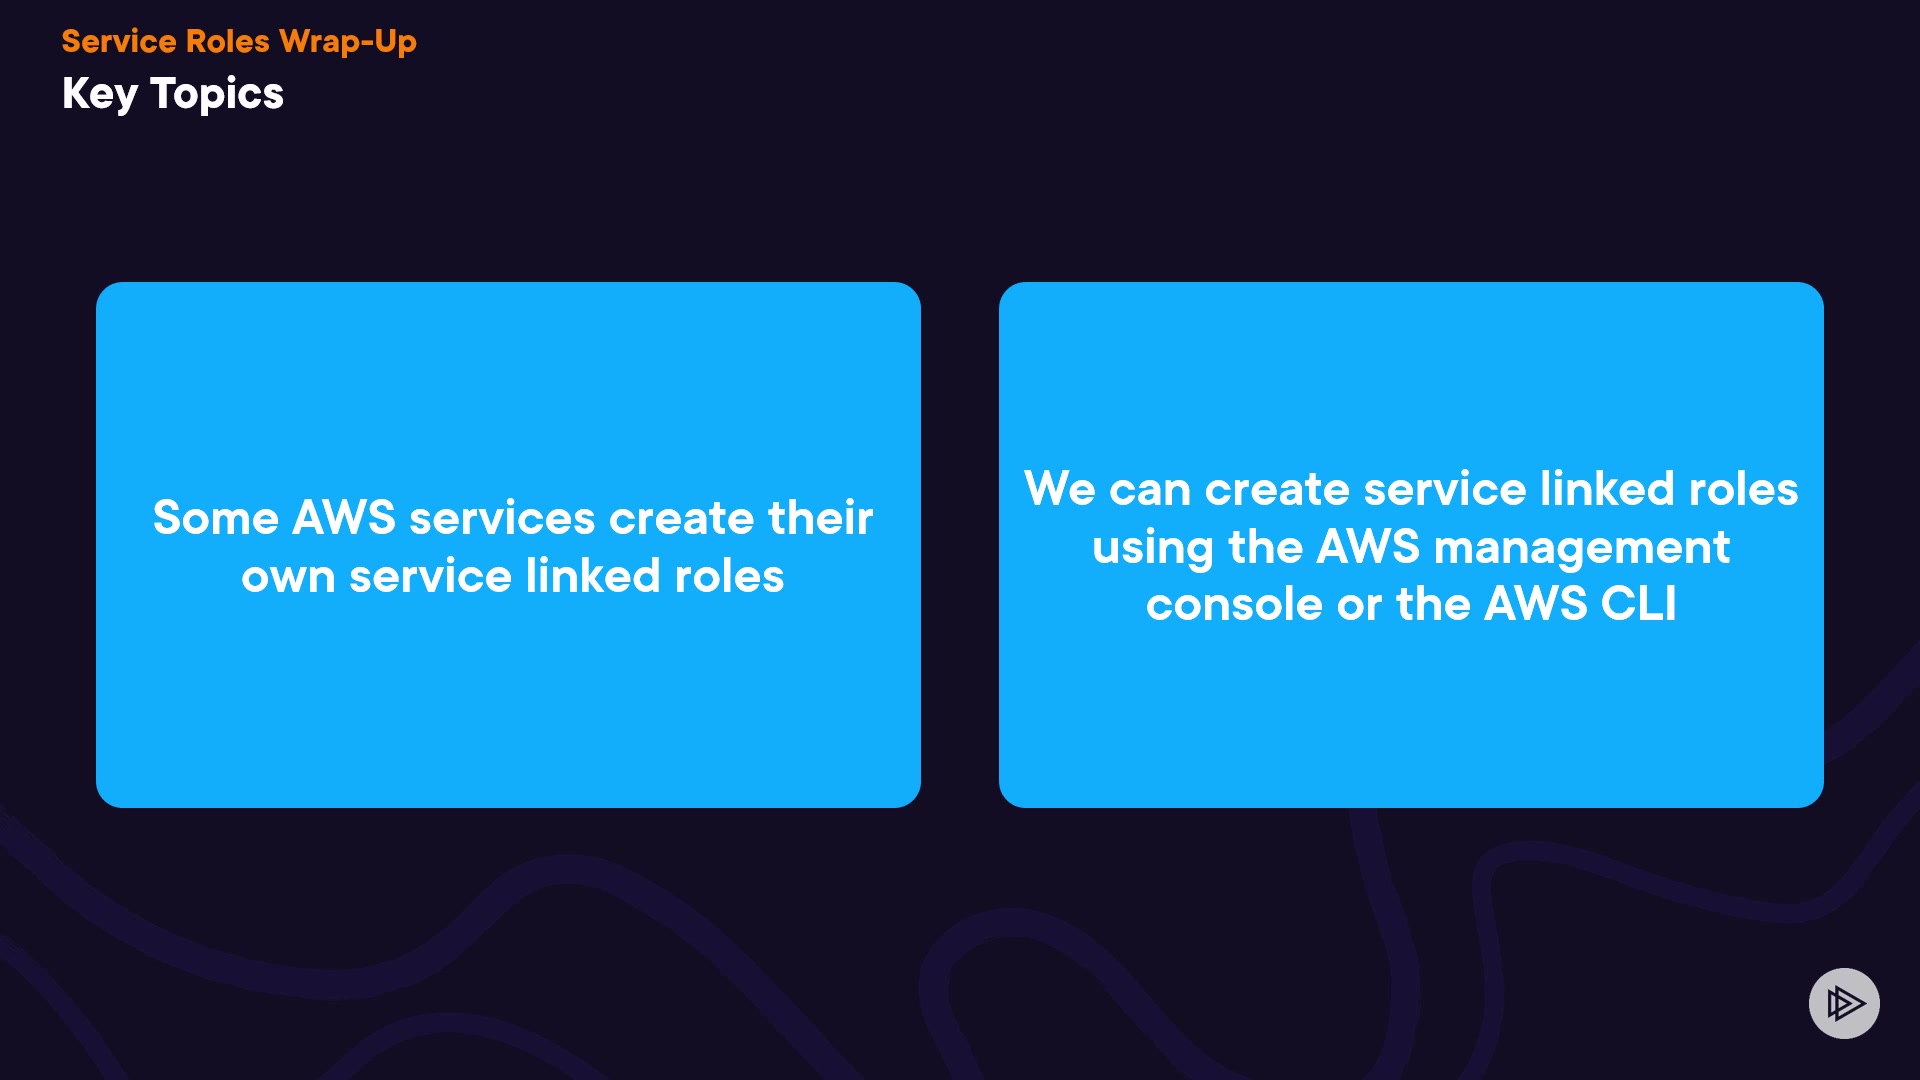 Service Roles Wrap-Up
Key Topics
Some AWS services create their
own service linked roles
We can create service linked roles
using the AWS management
console or the AWS CLI